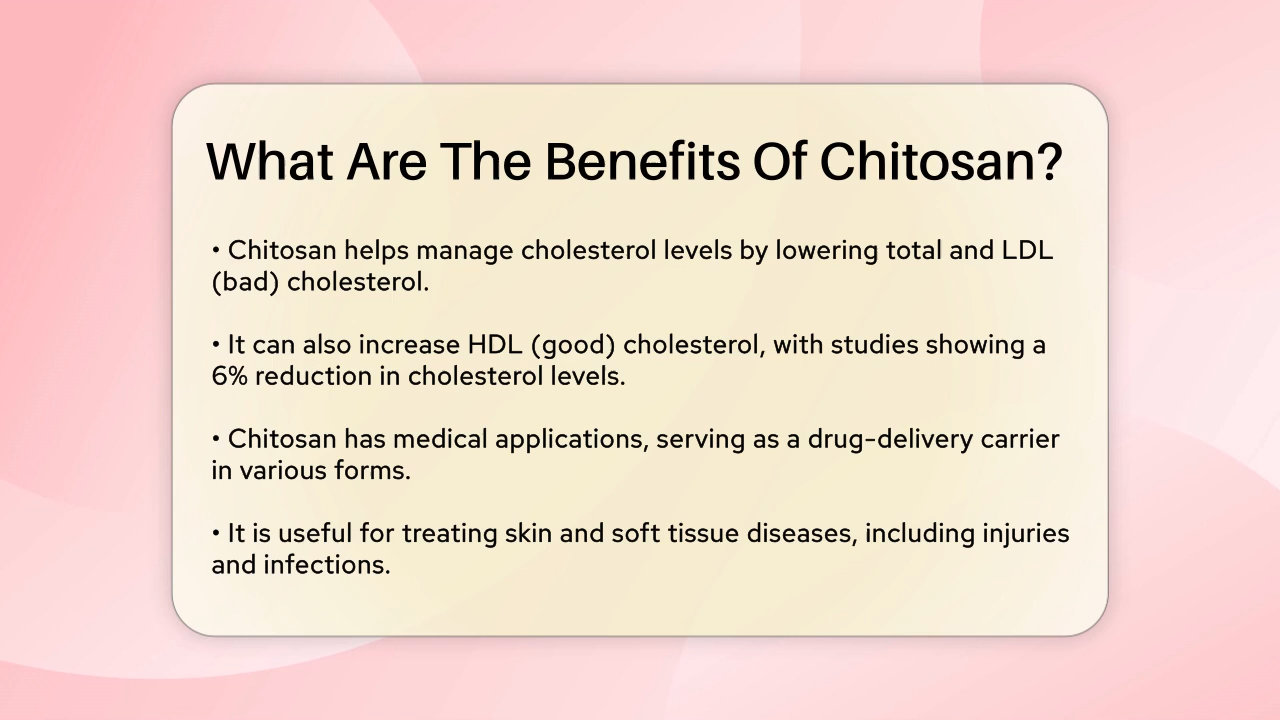 What Are The Benefits Of Chitosan?
• Chitosan helps manage cholesterol levels by lowering total and LDL
(bad) cholesterol.
• It can also increase HDL (good) cholesterol, with studies showing a
6% reduction in cholesterol levels.
• Chitosan has medical applications, serving as a drug-delivery carrier
in various forms.
• It is useful for treating skin and soft tissue diseases, including injuries
and infections.